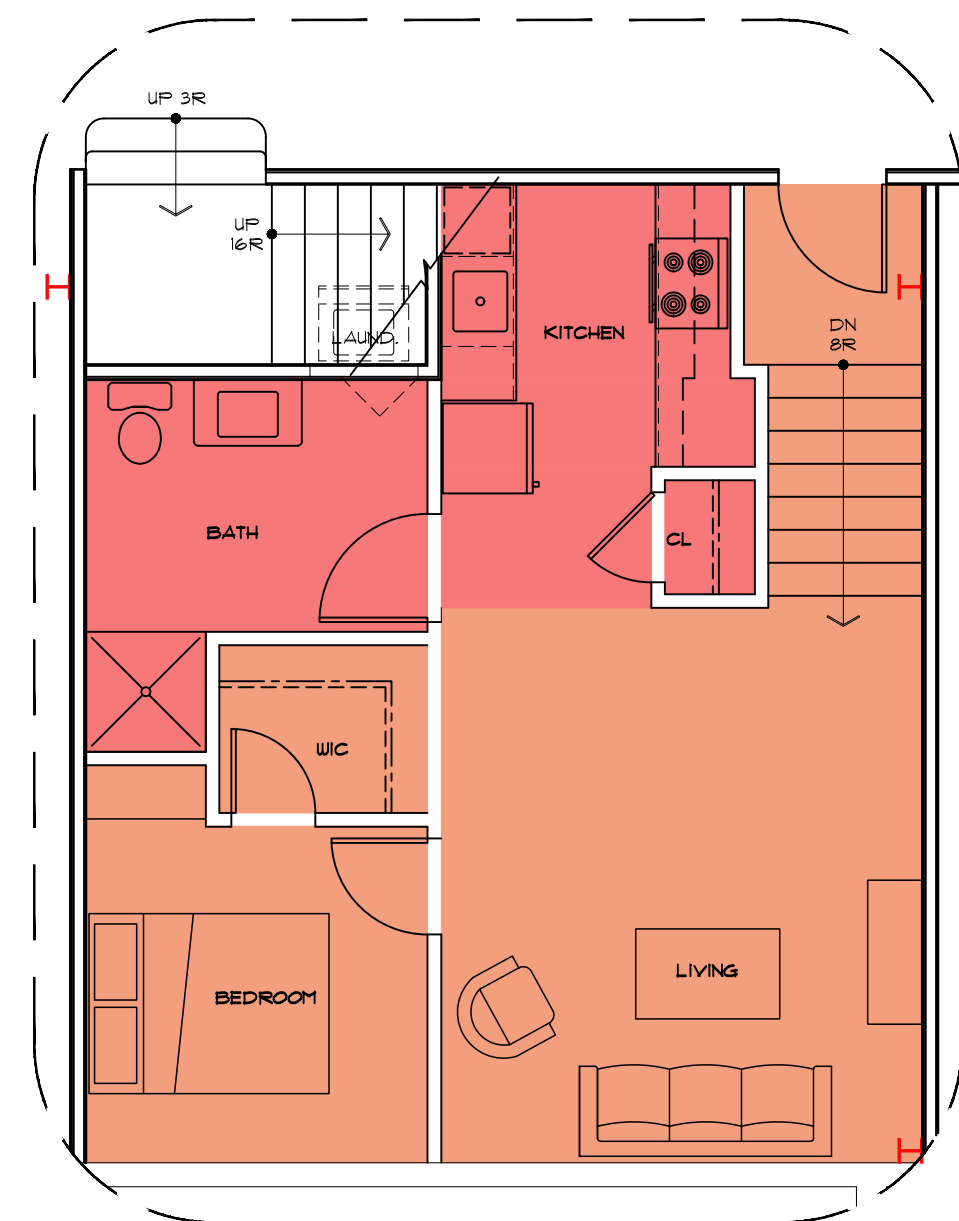 UP 3R
UP
16R
LAUND.
KITCHEN
DN
8R
BATH
CL
WIC
LIVING
BEDROOM